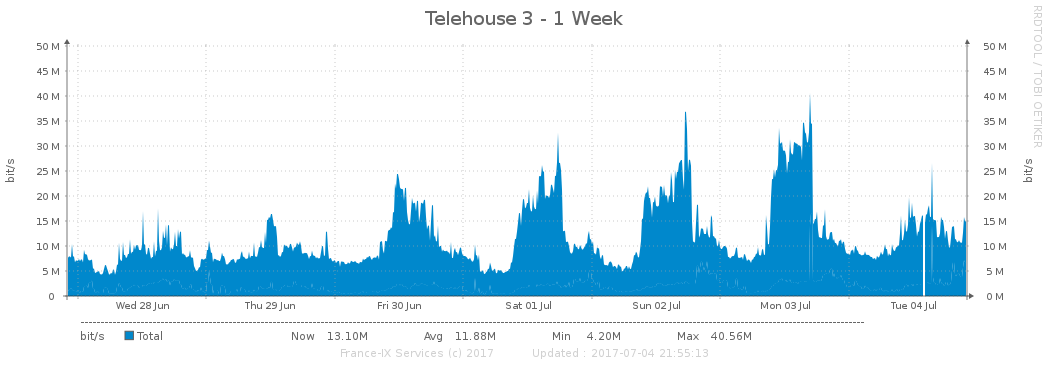 Telehouse 3 - 1 Week
RRDTOOL / TOBI OETIKER
bit/s
50 M 50 M
45 M 45 M
40 M 40 M
35 M 35 M
30 M 30 M
25 M 25 M
20 M 20 M
15 M 15 M
10 M 10 M
5 M 5 M
0 0 M
bit/s
Wed 28 Jun Thu 29 Jun Fri 30 Jun Sat 01 Jul Sun 02 Jul Mon 03 Jul Tue 04 Jul
bit/s Total Now 13.10M Avg 11.88M Min 4.20M Max 40.56M
France-IX Services (c) 2017 Updated : 2017-07-04 21:55:13